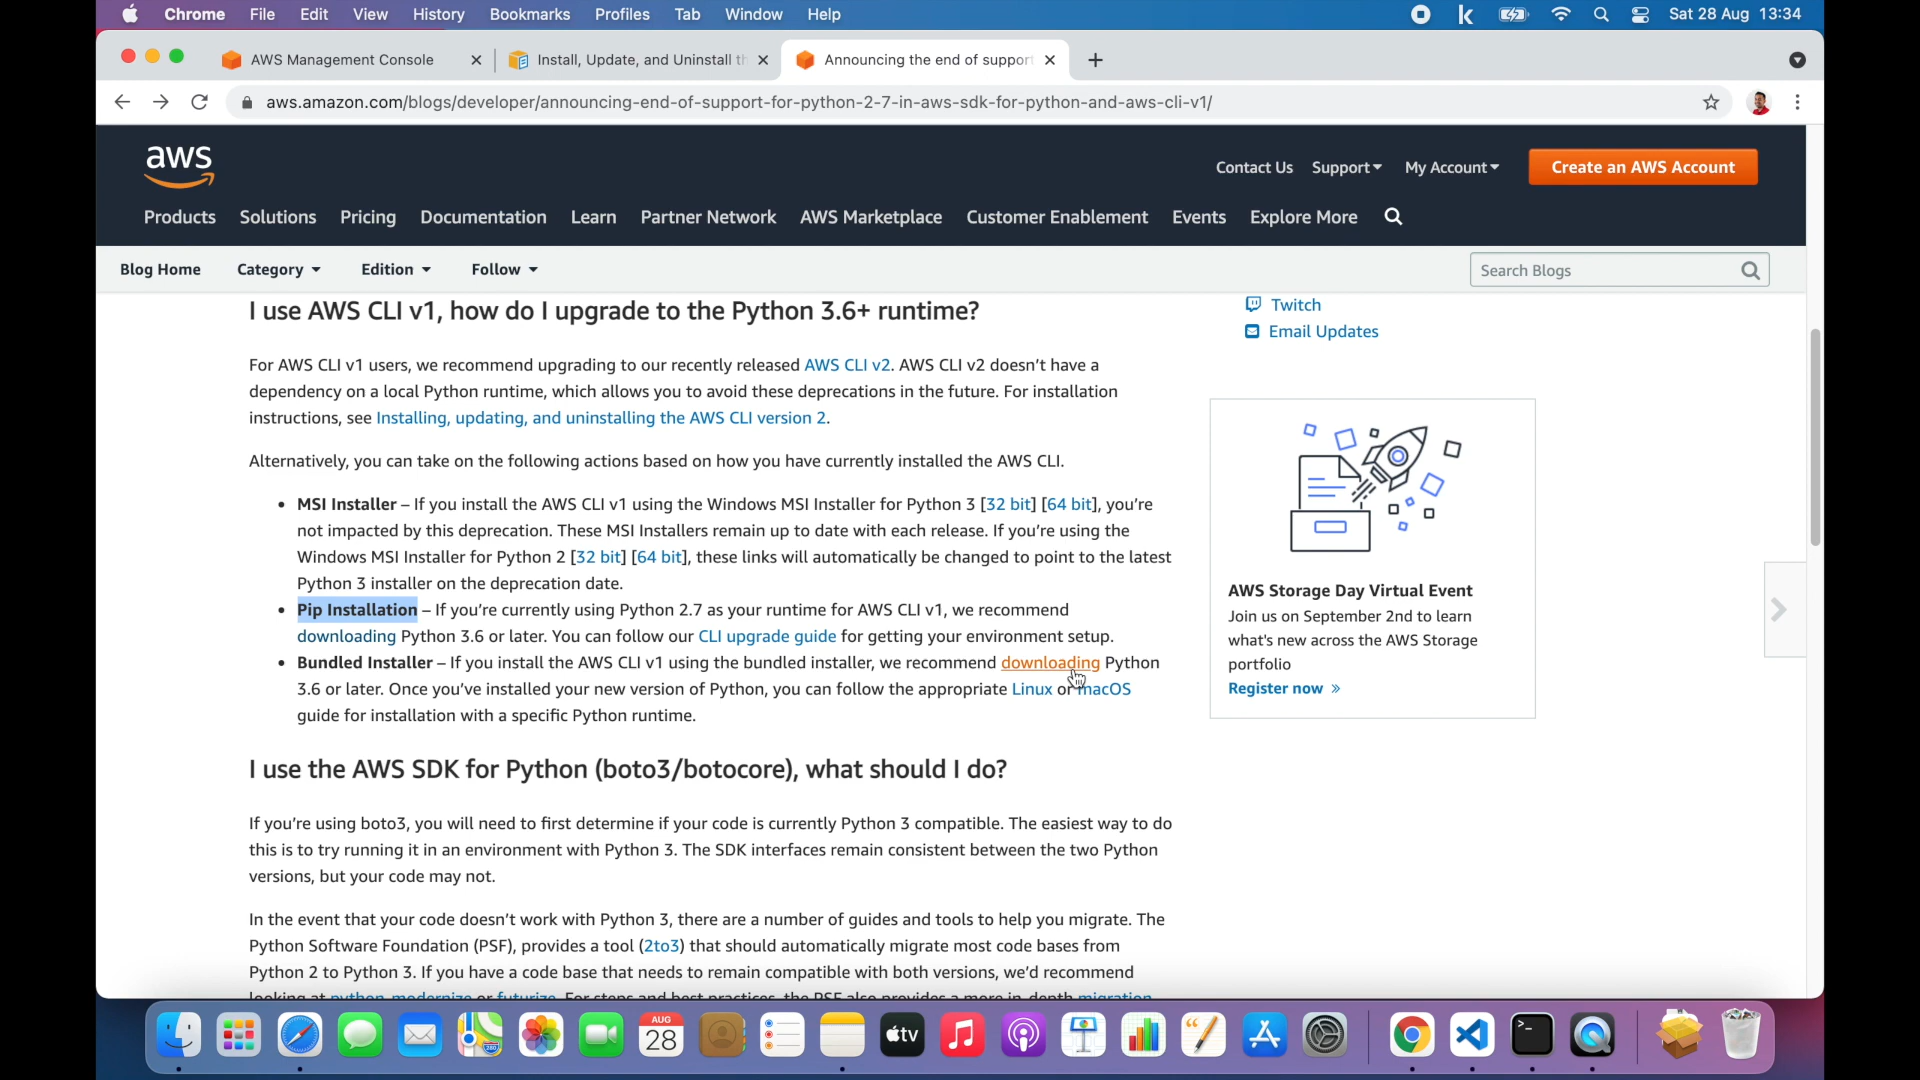 Chrome File Edit View History Bookmarks Profiles Tab Window Help Sat 28 Aug 13:34
AWS Management Console Install, Update, and Uninstall th Announcing the end of suppor
aws.amazon.com/blogs/developer/announcing-end-of-support-for-python-2-7-in-aws-sdk-for-python-and-aws-cli-v1/
aws
Contact Us Support My Account Create an AWS Account
Products Solutions Pricing Documentation Learn Partner Network AWS Marketplace Customer Enablement Events Explore More
Blog Home Category Edition Follow Search Blogs
I use AWS CLI v1, how do I upgrade to the Python 3.6+ runtime?
For AWS CLI v1 users, we recommend upgrading to our recently released AWS CLI v2. AWS CLI v2 doesn't have a
dependency on a local Python runtime, which allows you to avoid these deprecations in the future. For installation
instructions, see Installing, updating, and uninstalling the AWS CLI version 2.
Alternatively, you can take on the following actions based on how you have currently installed the AWS CLI.
• MSI Installer – If you install the AWS CLI v1 using the Windows MSI Installer for Python 3 [32 bit] [64 bit], you're
not impacted by this deprecation. These MSI Installers remain up to date with each release. If you're using the
Windows MSI Installer for Python 2 [32 bit] [64 bit], these links will automatically be changed to point to the latest
Python 3 installer on the deprecation date.
• Pip Installation – If you're currently using Python 2.7 as your runtime for AWS CLI v1, we recommend
downloading Python 3.6 or later. You can follow our CLI upgrade guide for getting your environment setup.
• Bundled Installer – If you install the AWS CLI v1 using the bundled installer, we recommend downloading Python
3.6 or later. Once you've installed your new version of Python, you can follow the appropriate Linux or macOS
guide for installation with a specific Python runtime.
I use the AWS SDK for Python (boto3/botocore), what should I do?
If you're using boto3, you will need to first determine if your code is currently Python 3 compatible. The easiest way to do
this is to try running it in an environment with Python 3. The SDK interfaces remain consistent between the two Python
versions, but your code may not.
In the event that your code doesn't work with Python 3, there are a number of guides and tools to help you migrate. The
Python Software Foundation (PSF), provides a tool (2to3) that should automatically migrate most code bases from
Python 2 to Python 3. If you have a code base that needs to remain compatible with both versions, we'd recommend
looking at python-modernize or futurize. For steps and best practices, the PSF also provides a more in-depth migration
Twitch
Email Updates
AWS Storage Day Virtual Event
Join us on September 2nd to learn
what's new across the AWS Storage
portfolio
Register now »
AUG
28
tv